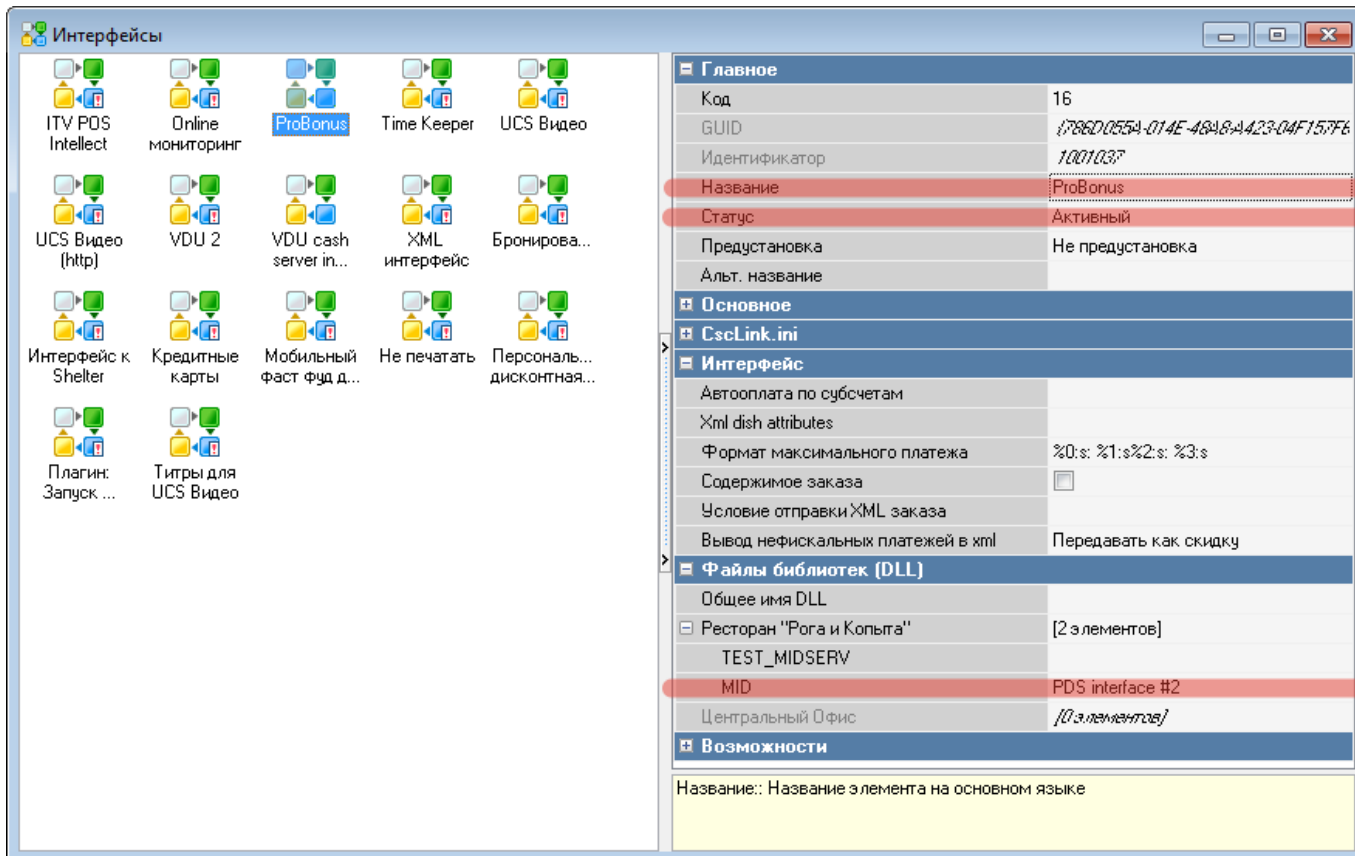 Интерфейсы
ITV POS Intellect
Online мониторинг
ProBonus
Time Keeper
UCS Видео
UCS Видео (http)
VDU 2
VDU cash server in...
XML интерфейс
Бронирова...
Интерфейс к Shelter
Кредитные карты
Мобильный фаст фуд д...
Не печатать
Персональ... дисконтная...
Плагин: Запуск ...
Титры для UCS Видео
Главное
Код 16
GUID
Идентификатор 1001037
Название ProBonus
Статус Активный
Предустановка Не предустановка
Альт. название
Основное
CscLink.ini
Интерфейс
Автооплата по субсчетам
Xml dish attributes
Формат максимального платежа %0:s: %1:s%2:s: %3:s
Содержимое заказа
Условие отправки XML заказа
Вывод нефискальных платежей в xml Передавать как скидку
Файлы библиотек (DLL)
Общее имя DLL
Ресторан "Рога и Копыта" [2 элементов]
TEST_MIDSERV
MID PDS interface #2
Центральный Офис [0 элементов]
Возможности
Название:: Название элемента на основном языке